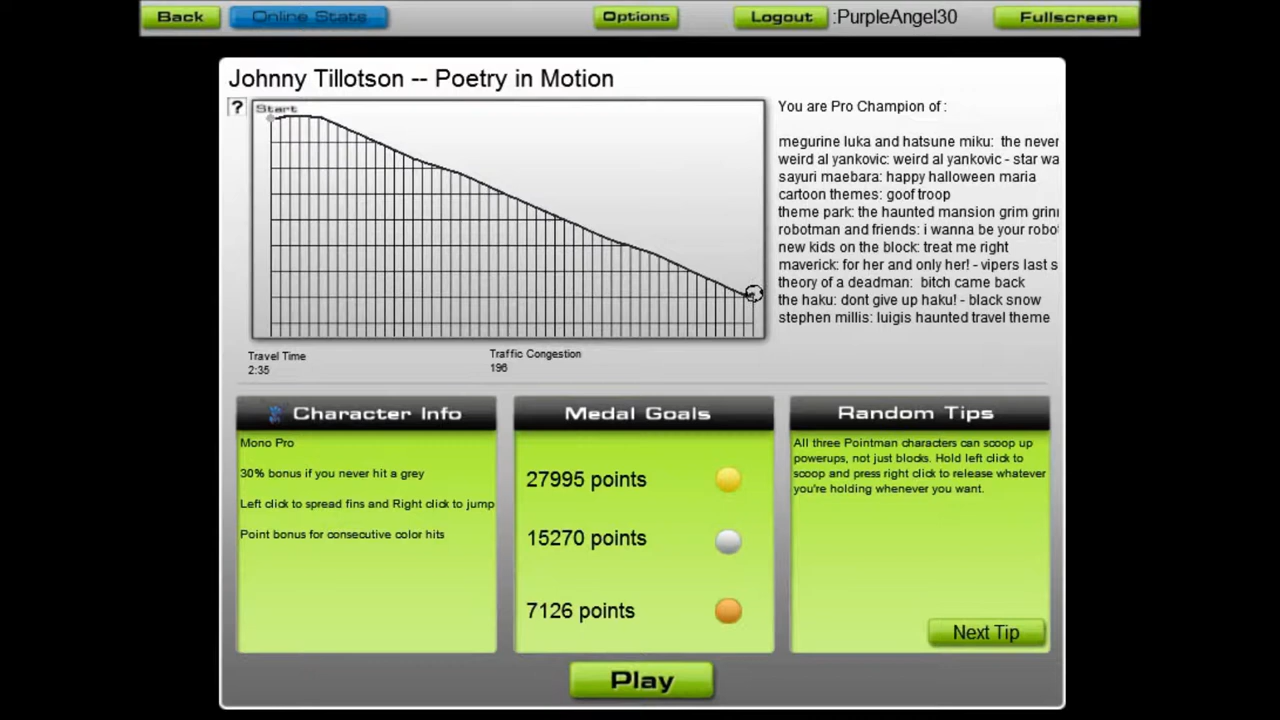 Back
Online Stats
Options
Logout
:PurpleAngel30
Fullscreen
Johnny Tillotson -- Poetry in Motion
?
Start
You are Pro Champion of :
megurine luka and hatsune miku:  the never
weird al yankovic: weird al yankovic - star wa
sayuri maebara: happy halloween maria
cartoon themes: goof troop
theme park: the haunted mansion grim grin
robotman and friends: i wanna be your robo
new kids on the block: treat me right
maverick: for her and only her! - vipers last s
theory of a deadman:  bitch came back
the haku: dont give up haku! - black snow
stephen millis: luigis haunted travel theme
Travel Time
2:35
Traffic Congestion
196
Character Info
Mono Pro
30% bonus if you never hit a grey
Left click to spread fins and Right click to jump
Point bonus for consecutive color hits
Medal Goals
27995 points
15270 points
7126 points
Random Tips
All three Pointman characters can scoop up
powerups, not just blocks. Hold left click to
scoop and press right click to release whatever
you're holding whenever you want.
Next Tip
Play